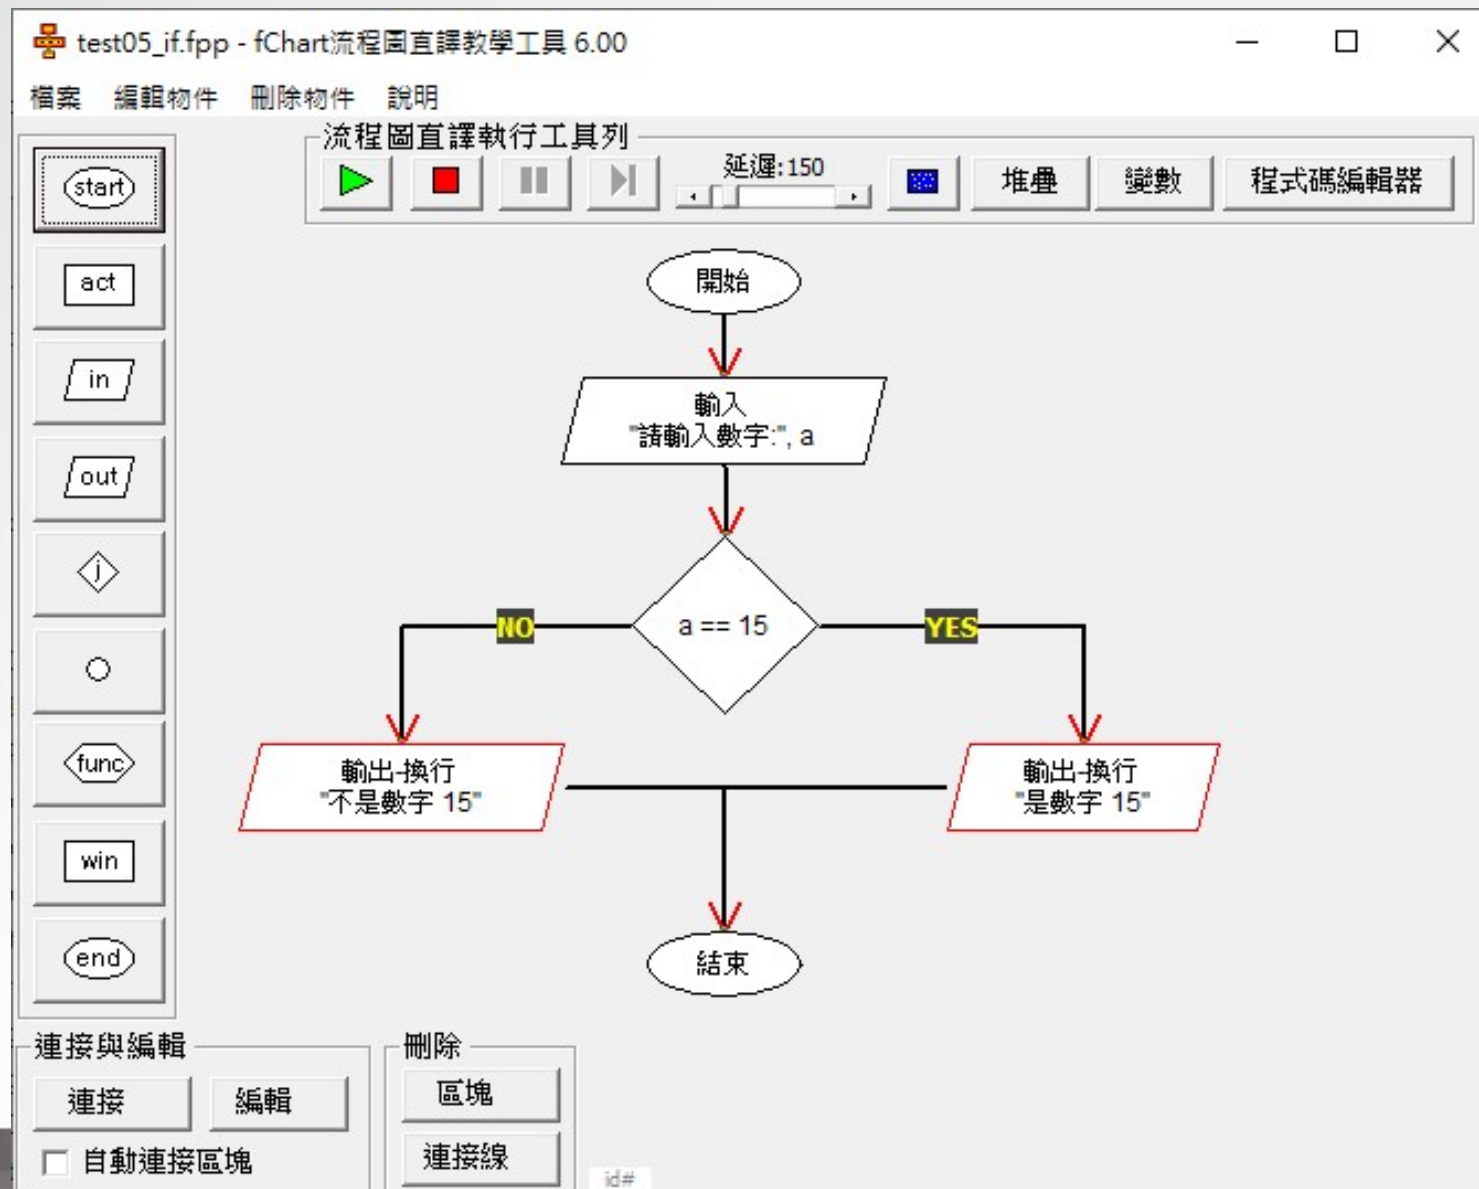 test05_if.fpp - fChart流程圖直譯教學工具 6.00
檔案 編輯物件 刪除物件 說明
流程圖直譯執行工具列
延遲:150
堆疊
變數
程式碼編輯器
start
act
in
out
j
func
win
end
開始
輸入
"請輸入數字:", a
a == 15
NO
YES
輸出-換行
"不是數字 15"
輸出-換行
"是數字 15"
結束
連接與編輯
連接
編輯
自動連接區塊
刪除
區塊
連接線
id#